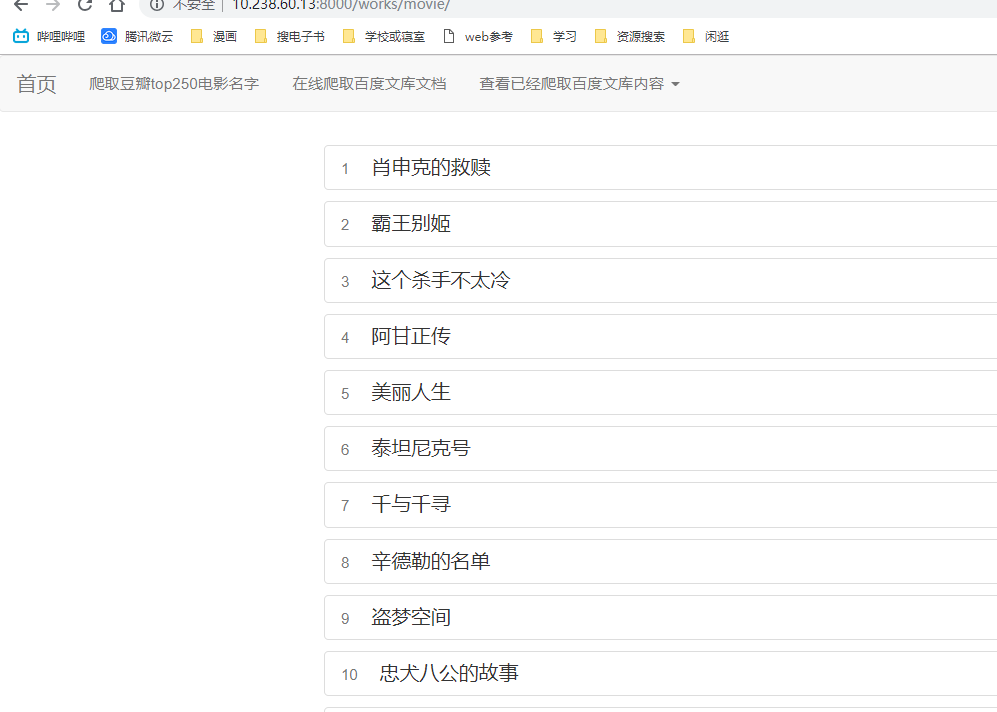 不安全 | 10.238.60.13:8000/works/movie/
哔哩哔哩 腾讯微云 漫画 搜电子书 学校或寝室 web参考 学习 资源搜索 闲逛
首页 爬取豆瓣top250电影名字 在线爬取百度文库文档 查看已经爬取百度文库内容
1 肖申克的救赎
2 霸王别姬
3 这个杀手不太冷
4 阿甘正传
5 美丽人生
6 泰坦尼克号
7 千与千寻
8 辛德勒的名单
9 盗梦空间
10 忠犬八公的故事